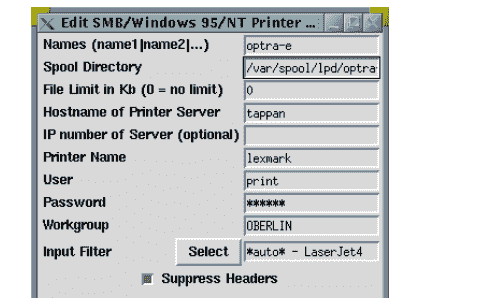 Edit SMB/Windows 95/NT Printer ...
Names (name1|name2|...) optra-e
Spool Directory /var/spool/lpd/optra-
File Limit in Kb (0 = no limit) 0
Hostname of Printer Server tappan
IP number of Server (optional)
Printer Name lexmark
User print
Password ******
Workgroup OBERLIN
Input Filter Select *auto* - LaserJet4
Suppress Headers